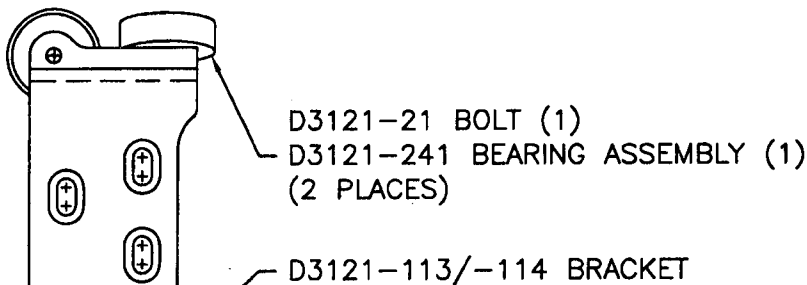 D3121-21 BOLT (1)
D3121-241 BEARING ASSEMBLY (1)
(2 PLACES)
D3121-113/-114 BRACKET